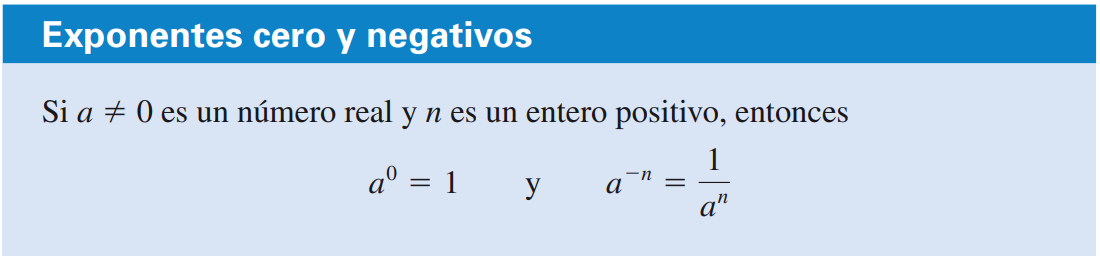 Exponentes cero y negativos
Si a ≠ 0 es un número real y n es un entero positivo, entonces
a⁰ = 1 y a⁻ⁿ = 1/aⁿ